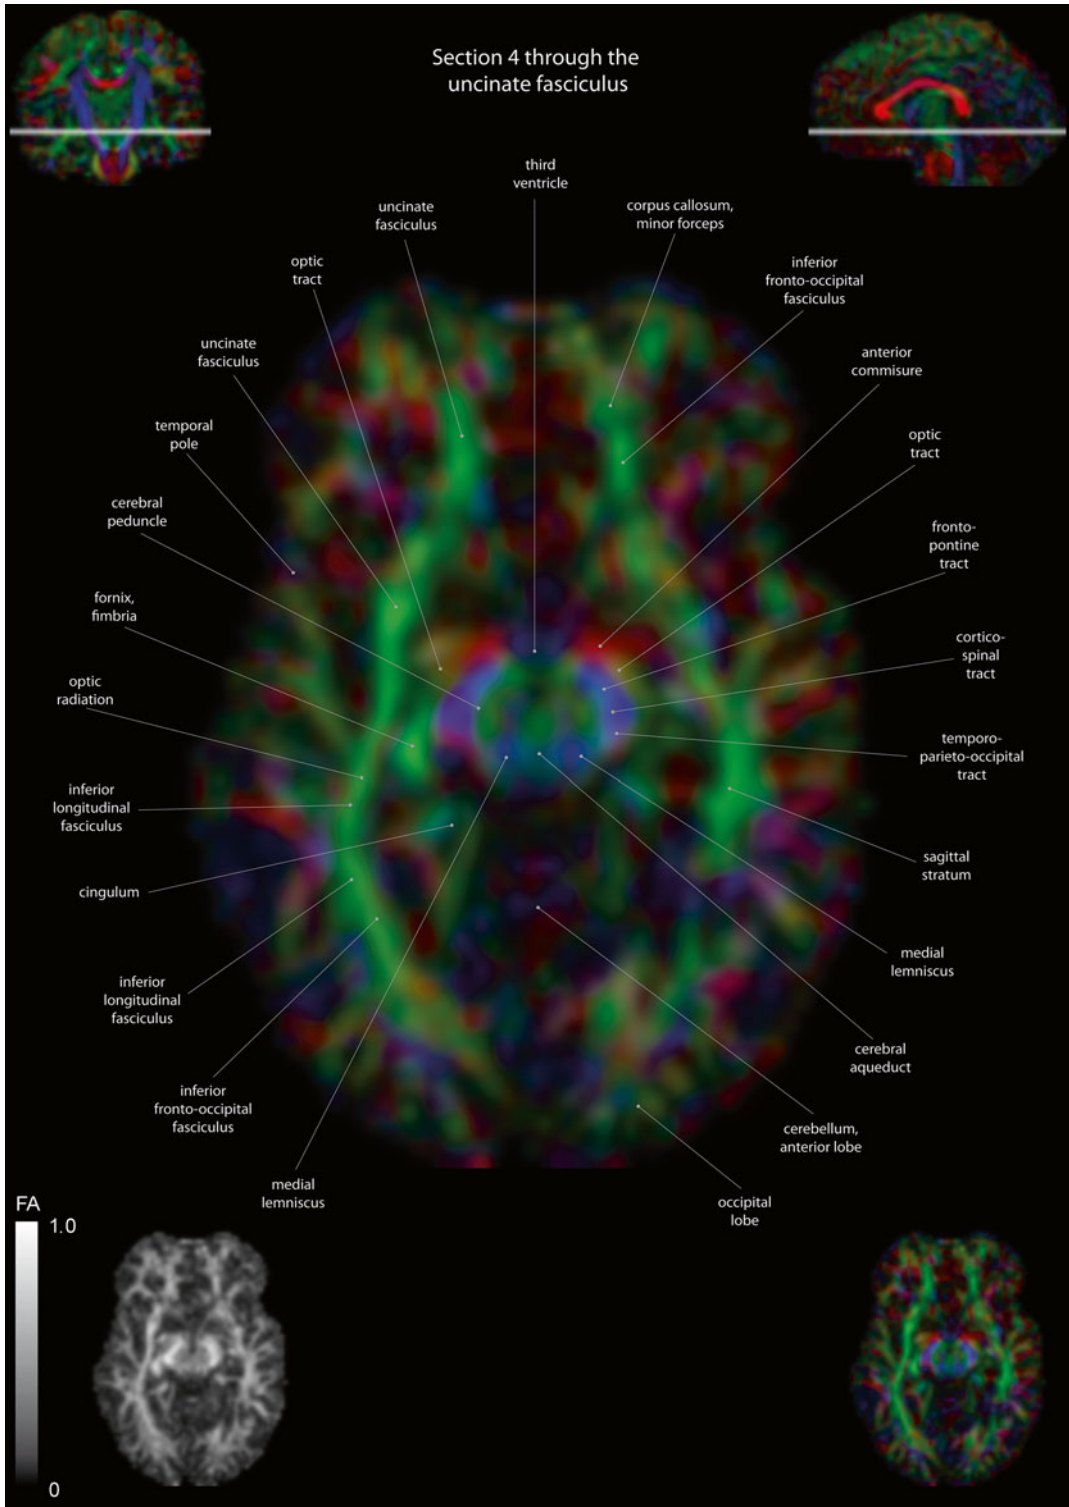 Section 4 through the
uncinate fasciculus
third
ventricle
uncinate
fasciculus
corpus callosum,
minor forceps
optic
tract
inferior
fronto-occipital
fasciculus
uncinate
fasciculus
anterior
commisure
temporal
pole
optic
tract
cerebral
peduncle
fronto-
pontine
tract
fornix,
fimbria
cortico-
spinal
tract
optic
radiation
temporo-
parieto-occipital
tract
inferior
longitudinal
fasciculus
sagittal
stratum
cingulum
medial
lemniscus
inferior
longitudinal
fasciculus
cerebral
aqueduct
inferior
fronto-occipital
fasciculus
cerebellum,
anterior lobe
medial
lemniscus
occipital
lobe
FA
1.0
0